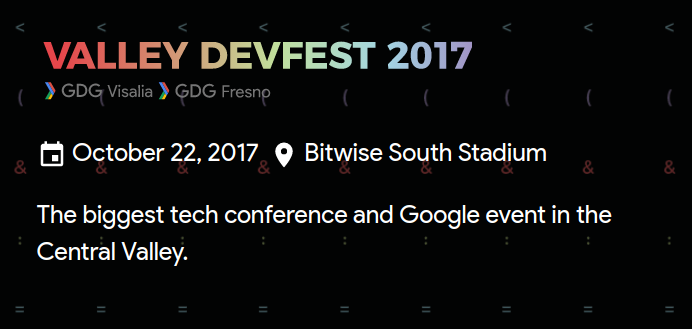 < < < < < < < < <
VALLEY DEVFEST 2017
GDG Visalia GDG Fresno
( ( ( ( ( ( ( ( (
October 22, 2017 Bitwise South Stadium
& & & & & & & & &
The biggest tech conference and Google event in the
: : : : : : : : :
Central Valley.
= = = = = = = = =